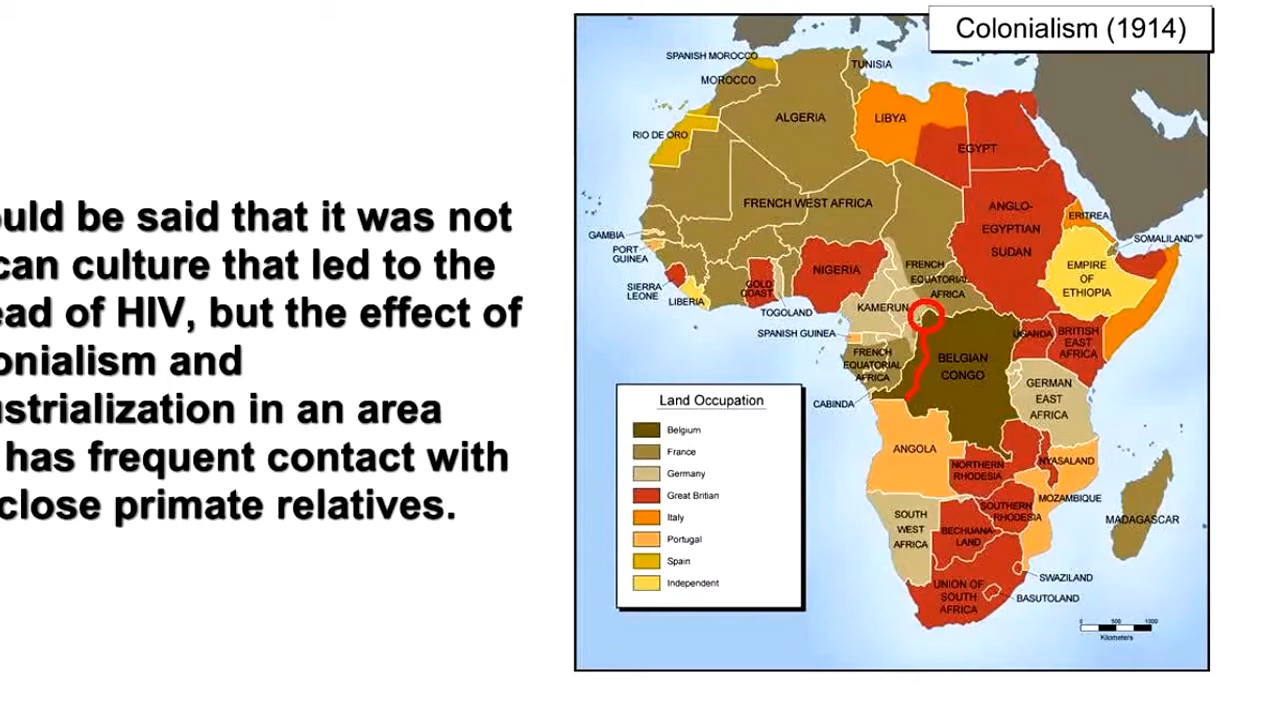 ould be said that it was not
can culture that led to the
ead of HIV, but the effect of
onialism and
ustrialization in an area
has frequent contact with
close primate relatives.
Colonialism (1914)
SPANISH MOROCCO
TUNISIA
MOROCCO
ALGERIA
LIBYA
RIO DE ORO
EGYPT
FRENCH WEST AFRICA
ANGLO-
EGYPTIAN
SUDAN
ERITREA
GAMBIA
SOMALILAND
PORT
GUINEA
NIGERIA
FRENCH
EQUATORIAL
AFRICA
EMPIRE
OF
ETHIOPIA
SIERRA
LEONE
LIBERIA
GOLD
COAST
TOGOLAND
KAMERUN
SPANISH GUINEA
UGANDA
BRITISH
EAST
AFRICA
FRENCH
EQUATORIAL
AFRICA
BELGIAN
CONGO
GERMAN
EAST
AFRICA
CABINDA
ANGOLA
NORTHERN
RHODESIA
NYASALAND
MOZAMBIQUE
SOUTHERN
RHODESIA
SOUTH
WEST
AFRICA
BECHUANA-
LAND
MADAGASCAR
SWAZILAND
UNION OF
SOUTH
AFRICA
BASUTOLAND
Land Occupation
Belgium
France
Germany
Great Britian
Italy
Portugal
Spain
Independent
0 500 1000
Kilometers